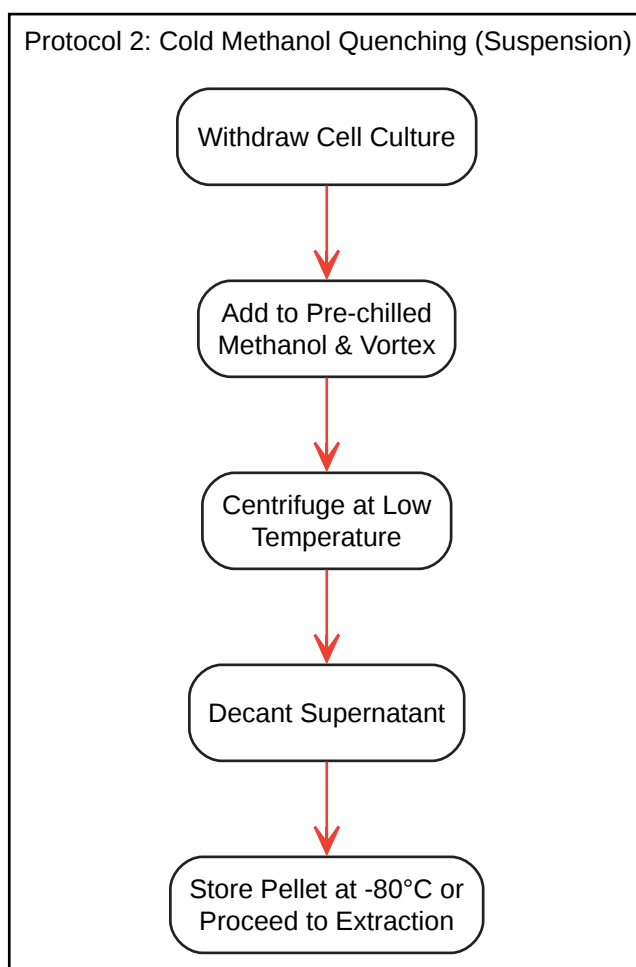 Protocol 2: Cold Methanol Quenching (Suspension)
Withdraw Cell Culture
Add to Pre-chilled
Methanol & Vortex
Centrifuge at Low
Temperature
Decant Supernatant
Store Pellet at -80°C or
Proceed to Extraction